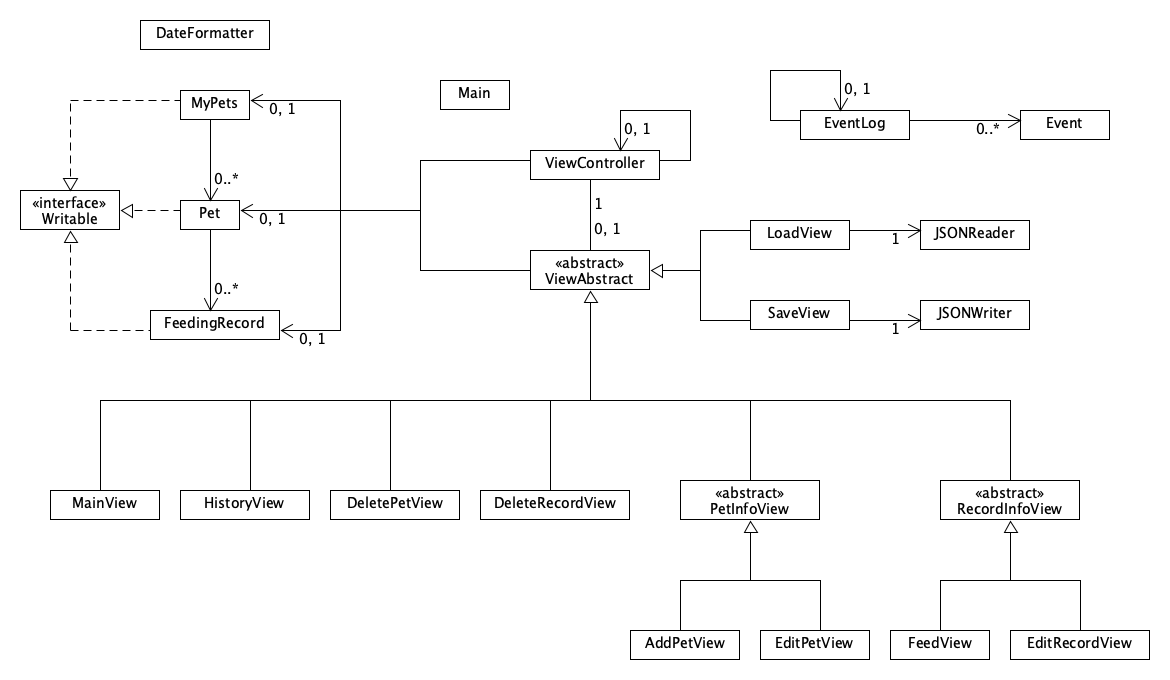 DateFormatter
MyPets
0, 1
Main
0, 1
EventLog
0..*
Event
0, 1
ViewController
0..*
«interface»
Writable
Pet
0, 1
1
0, 1
«abstract»
ViewAbstract
LoadView
1
JSONReader
0..*
FeedingRecord
0, 1
SaveView
1
JSONWriter
MainView
HistoryView
DeletePetView
DeleteRecordView
«abstract»
PetInfoView
«abstract»
RecordInfoView
AddPetView
EditPetView
FeedView
EditRecordView